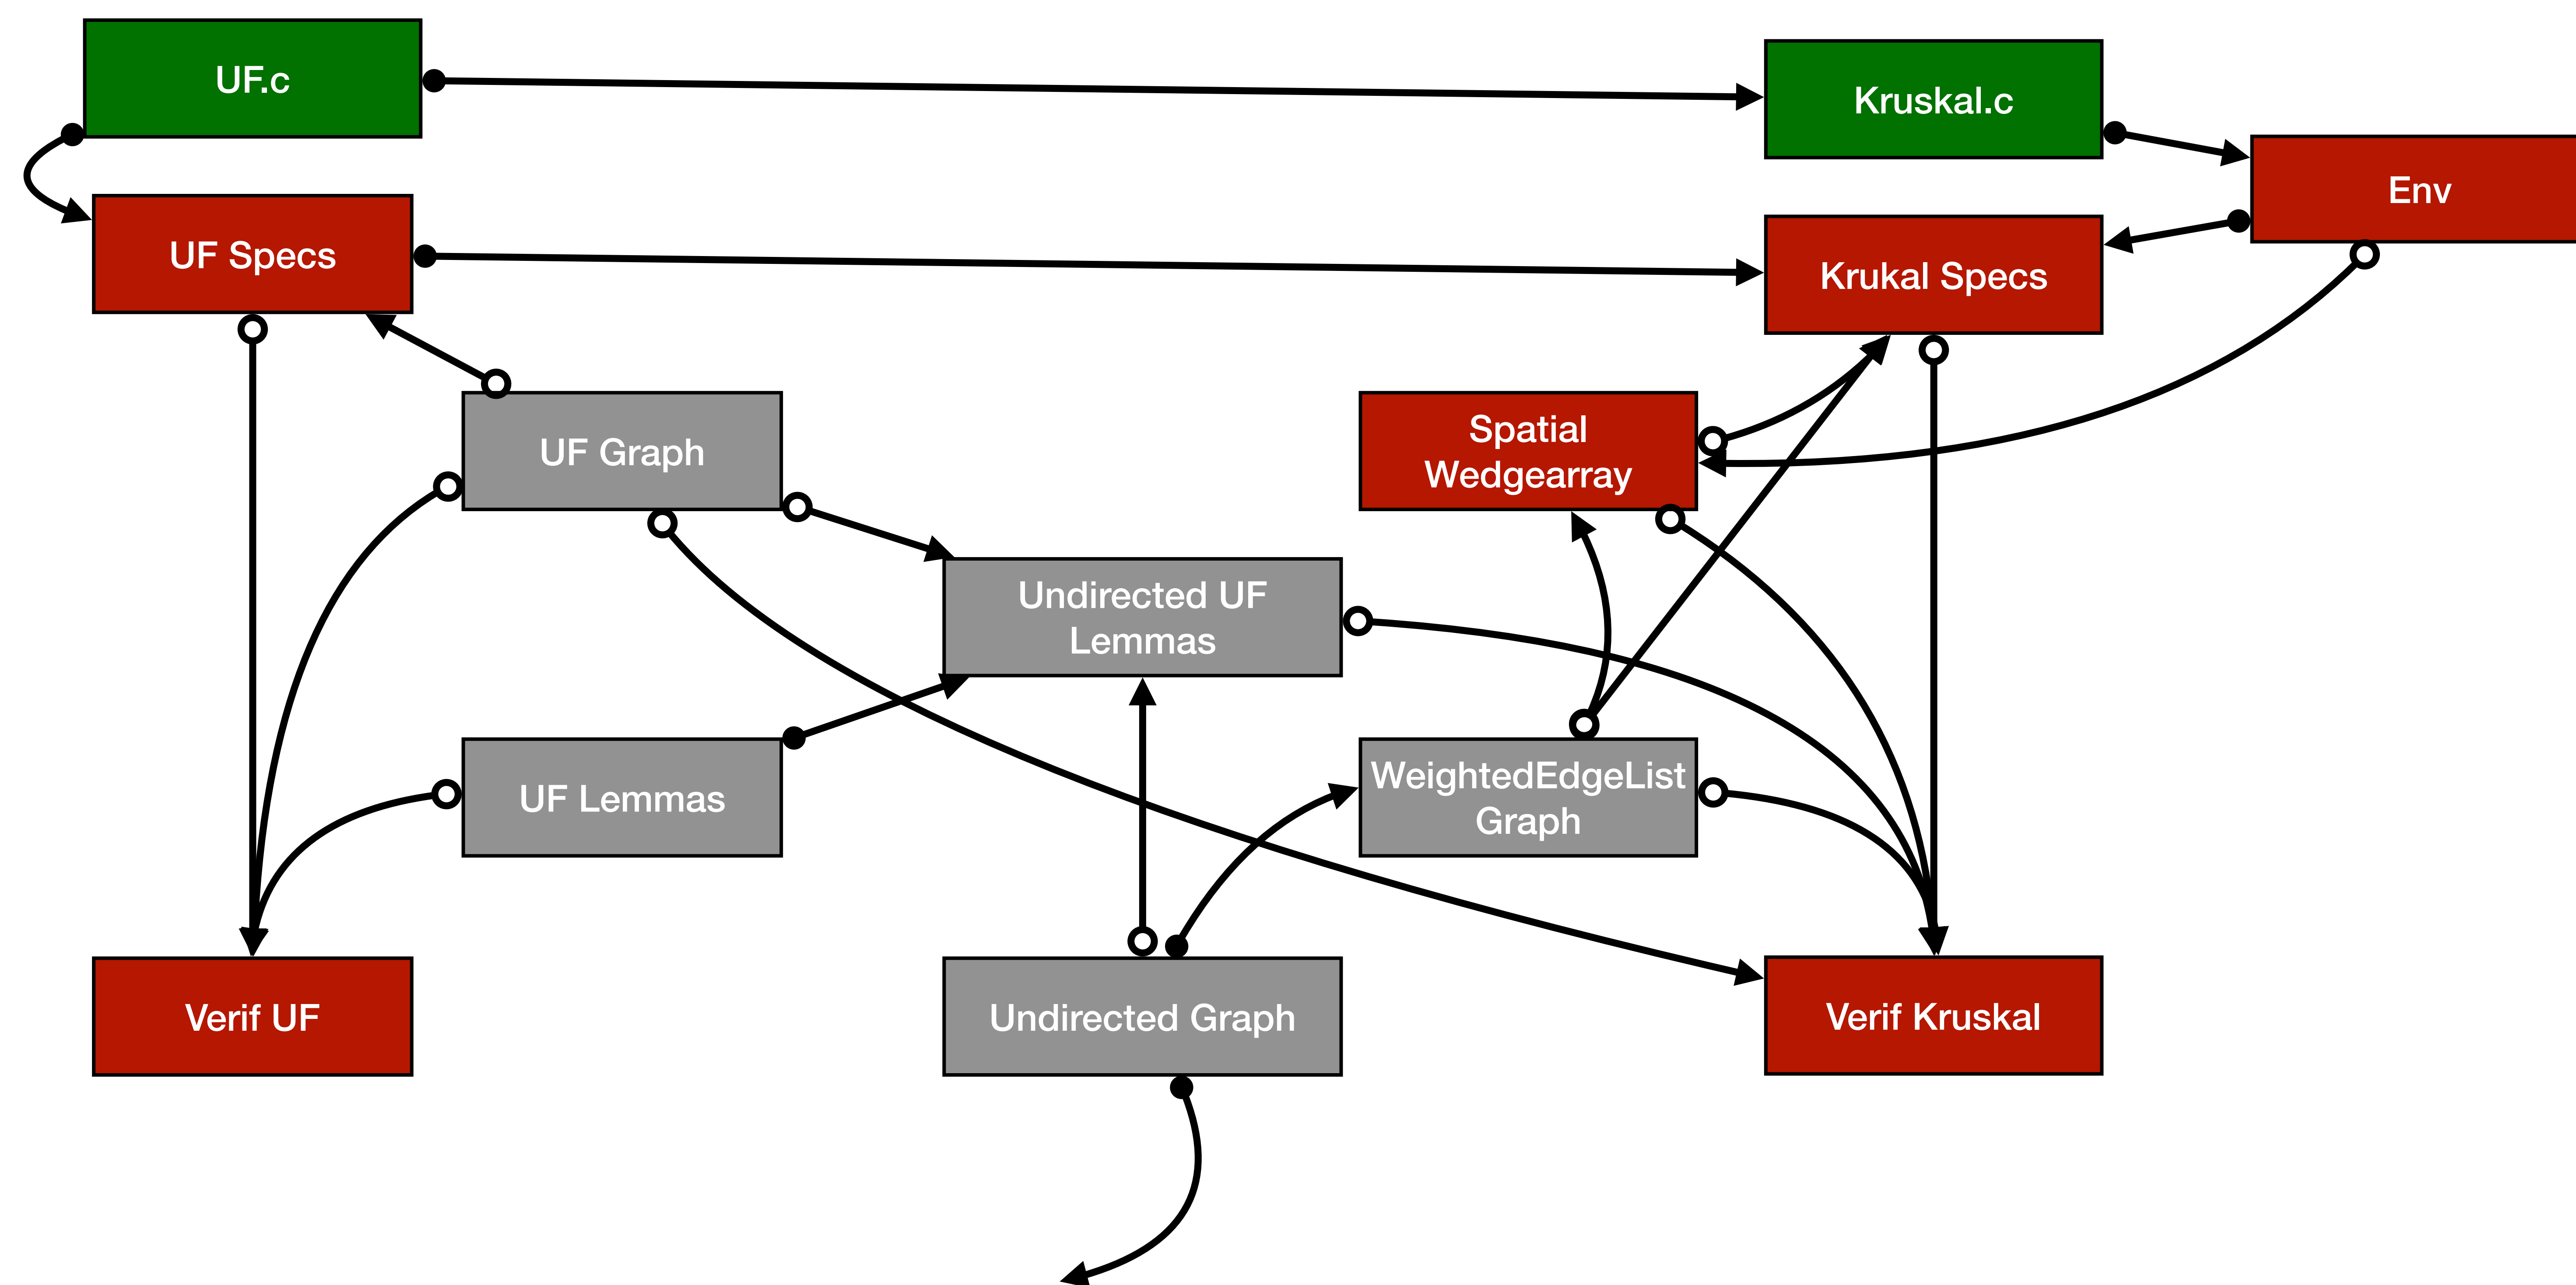 UF.c
Kruskal.c
Env
UF Specs
Krukal Specs
UF Graph
Spatial
Wedgearray
Undirected UF
Lemmas
UF Lemmas
WeightedEdgeList
Graph
Verif UF
Undirected Graph
Verif Kruskal